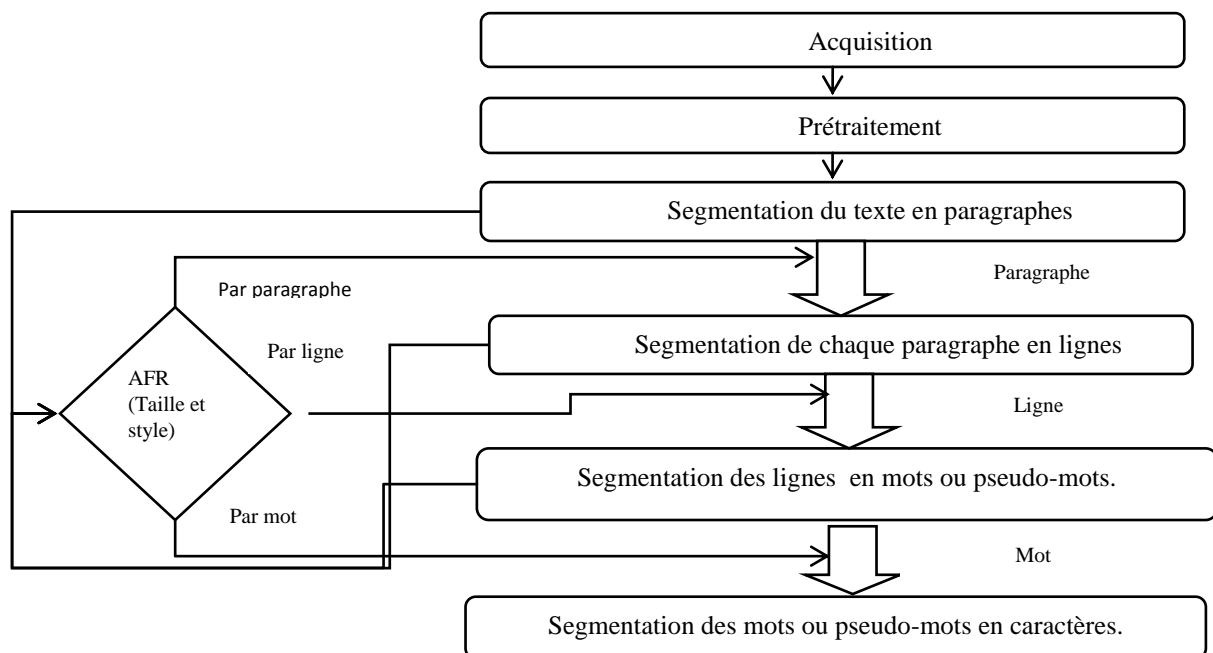 Acquisition
Prétraitement
Segmentation du texte en paragraphes
Paragraphe
Par paragraphe
Par ligne
Segmentation de chaque paragraphe en lignes
AFR
(Taille et
style)
Ligne
Segmentation des lignes en mots ou pseudo-mots.
Par mot
Mot
Segmentation des mots ou pseudo-mots en caractères.